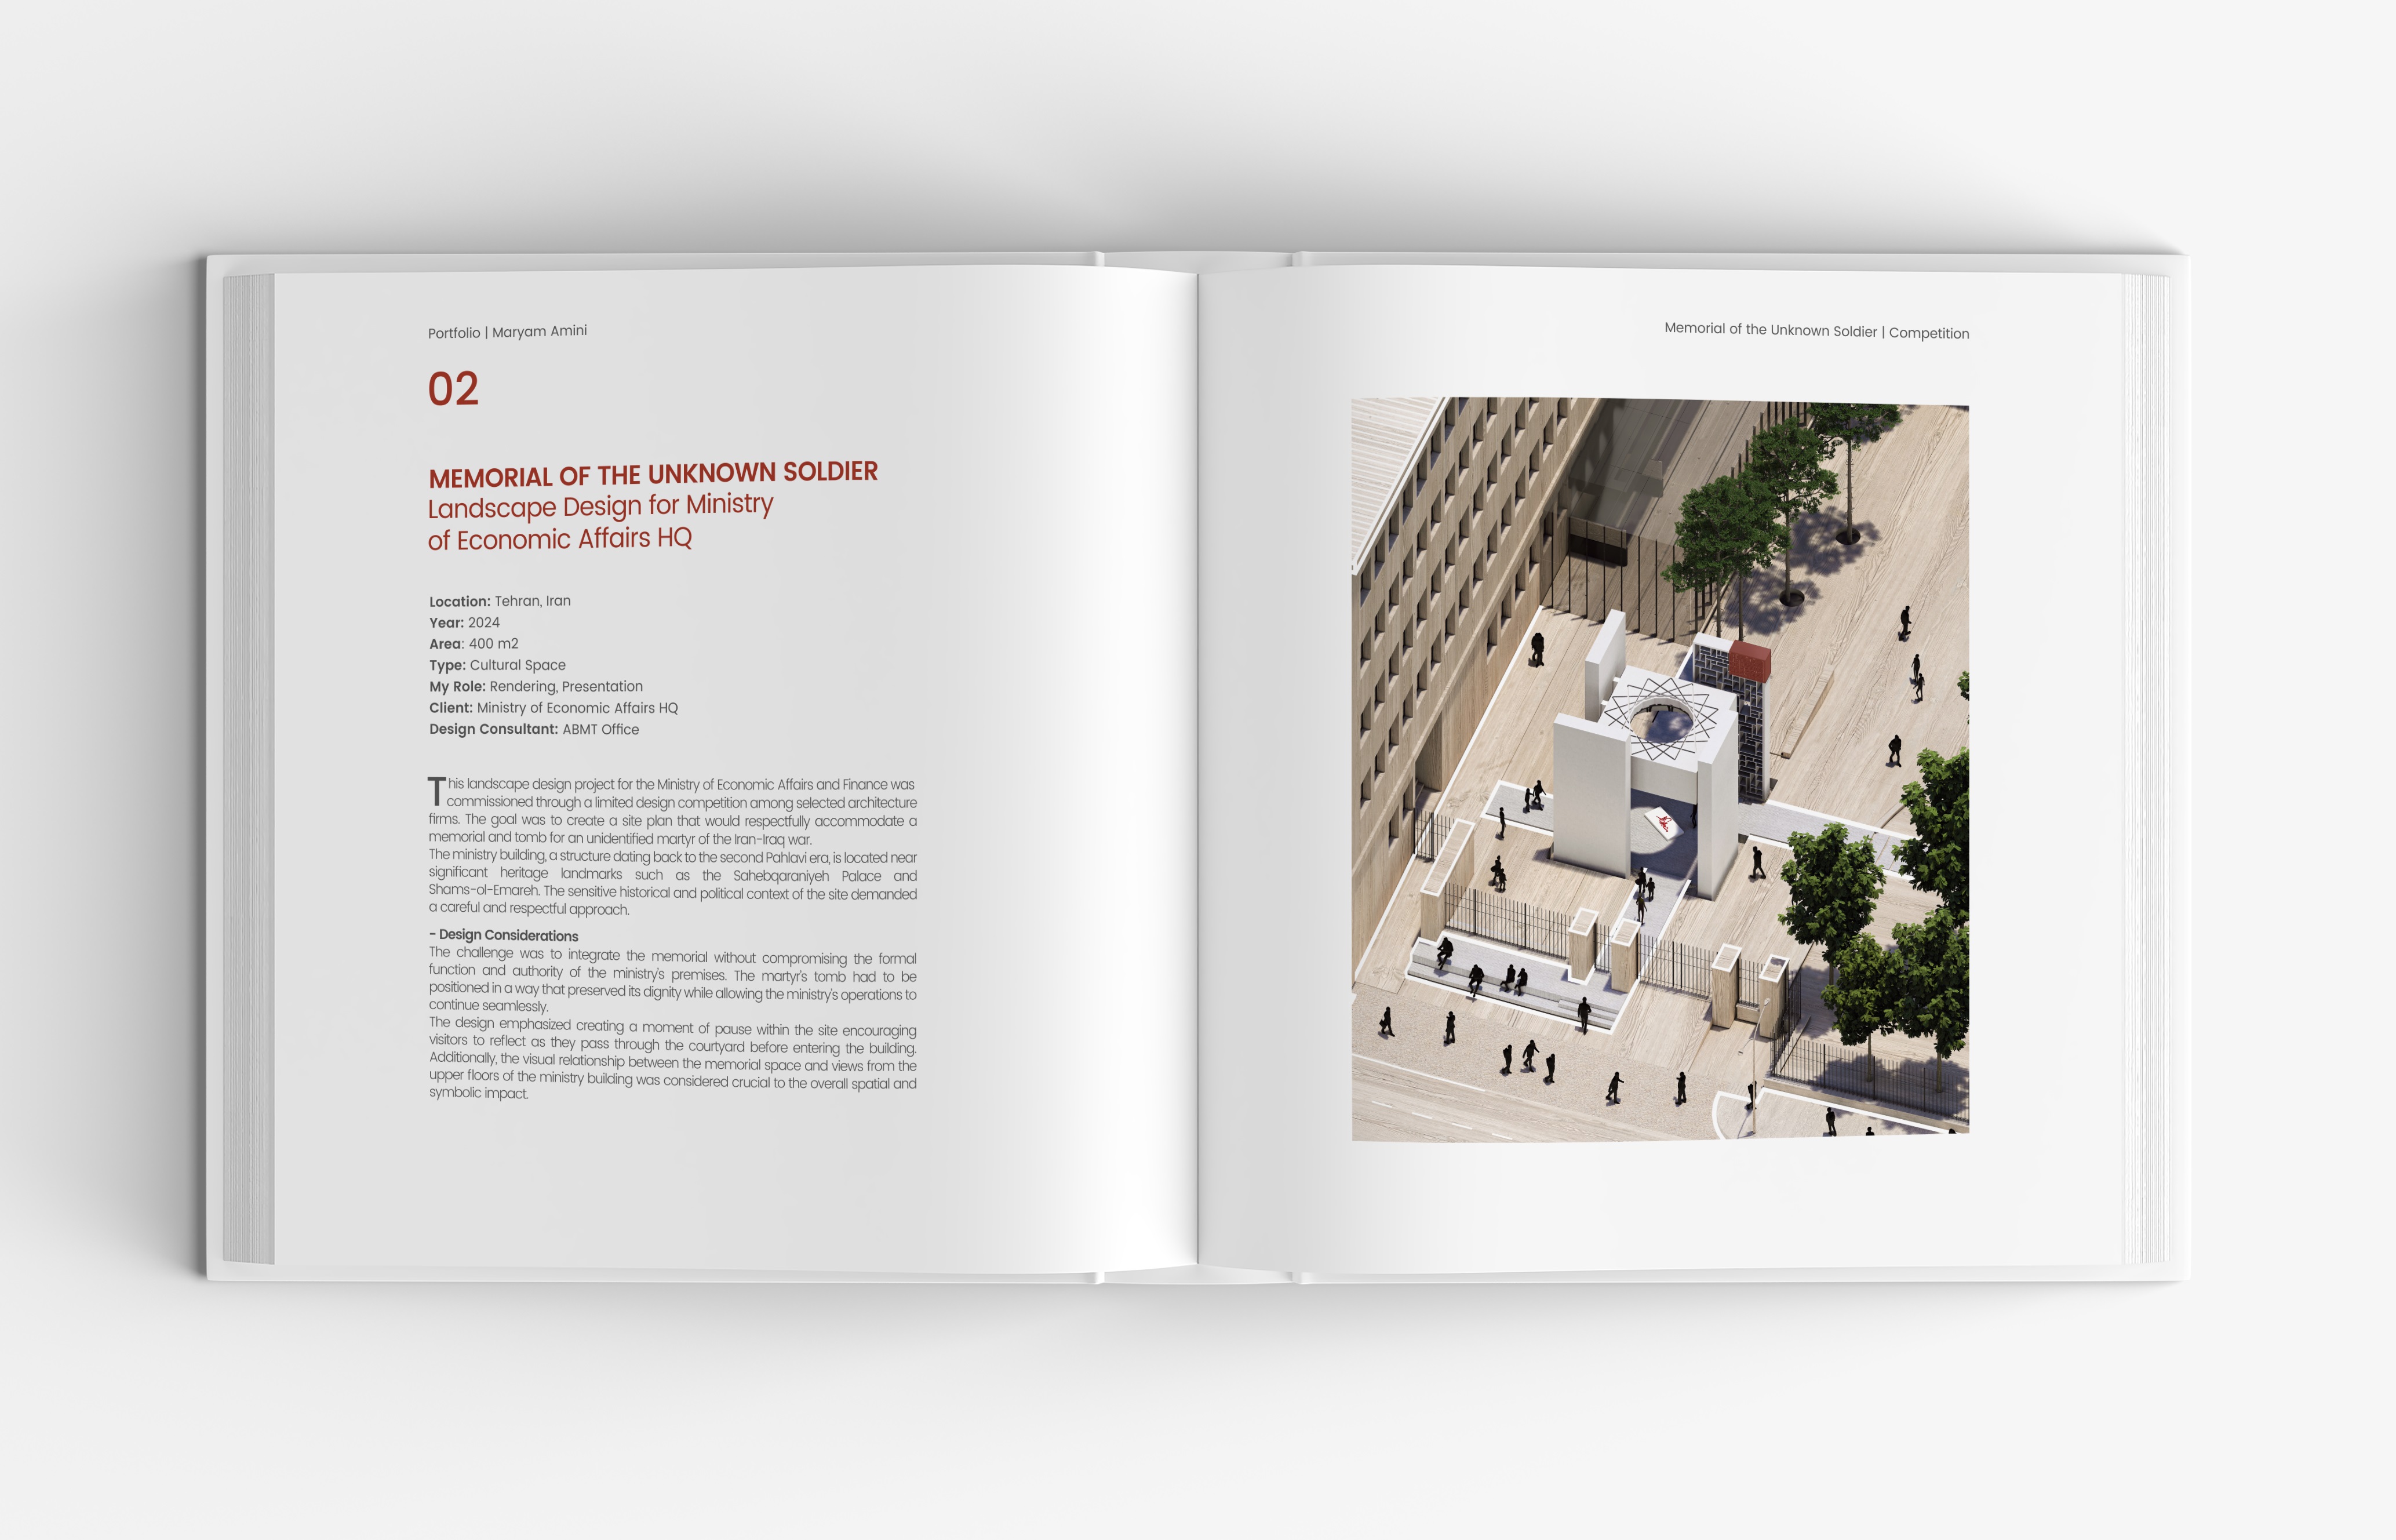 Portfolio | Maryam Amini
02
MEMORIAL OF THE UNKNOWN SOLDIER
Landscape Design for Ministry
of Economic Affairs HQ
Location: Tehran, Iran
Year: 2024
Area: 400 m2
Type: Cultural Space
My Role: Rendering, Presentation
Client: Ministry of Economic Affairs HQ
Design Consultant: ABMT Office
This landscape design project for the Ministry of Economic Affairs and Finance was
commissioned through a limited design competition among selected architecture
firms. The goal was to create a site plan that would respectfully accommodate a
memorial and tomb for an unidentified martyr of the Iran-Iraq war.
The ministry building, a structure dating back to the second Pahlavi era, is located near
significant heritage landmarks such as the Sahebqaraniyeh Palace and
Shams-ol-Emareh. The sensitive historical and political context of the site demanded
a careful and respectful approach.
- Design Considerations
The challenge was to integrate the memorial without compromising the formal
function and authority of the ministry's premises. The martyr's tomb had to be
positioned in a way that preserved its dignity while allowing the ministry's operations to
continue seamlessly.
The design emphasized creating a moment of pause within the site encouraging
visitors to reflect as they pass through the courtyard before entering the building.
Additionally, the visual relationship between the memorial space and views from the
upper floors of the ministry building was considered crucial to the overall spatial and
symbolic impact.
Memorial of the Unknown Soldier | Competition